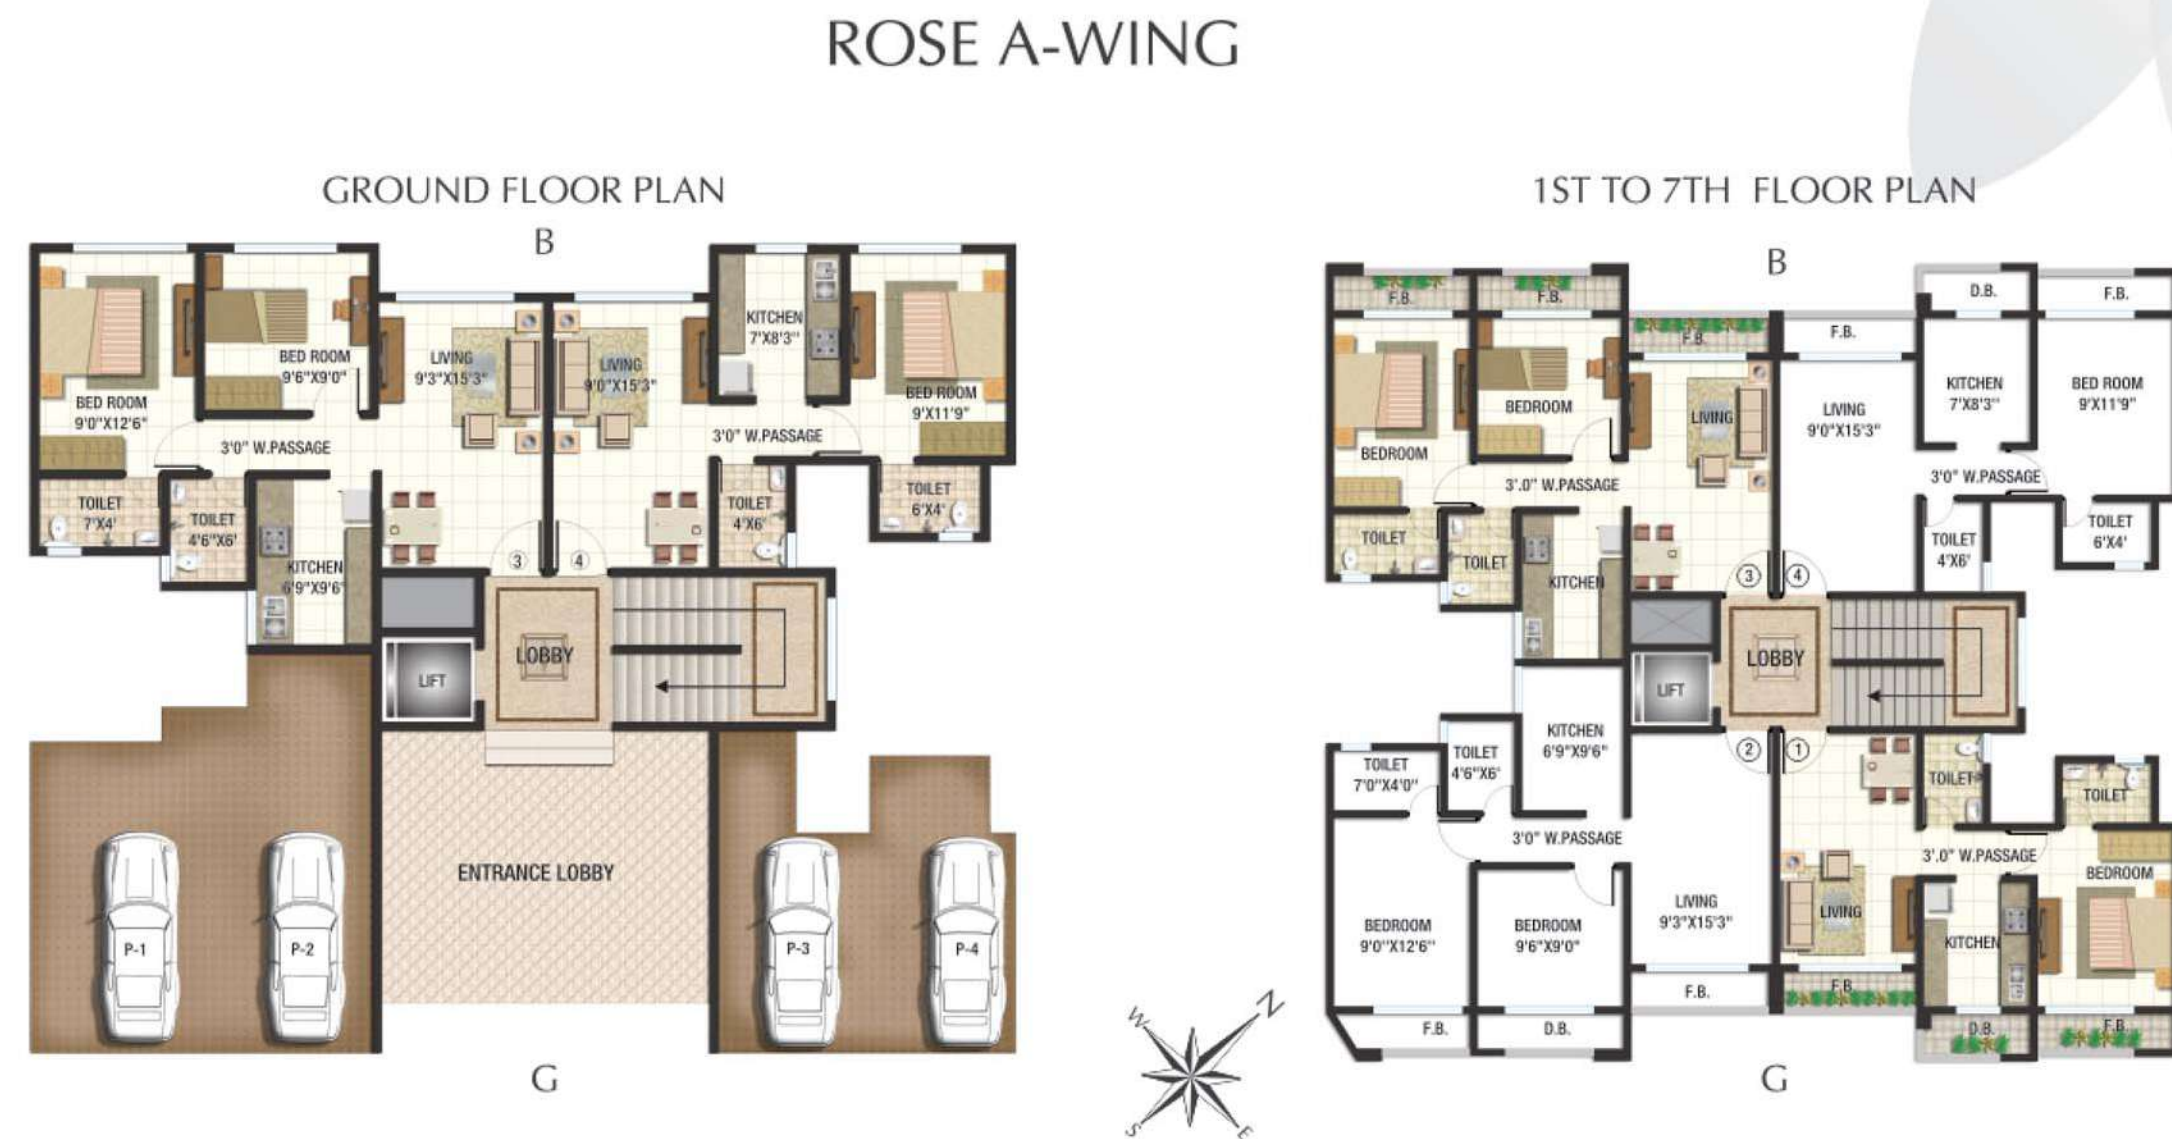 ROSE A-WING
GROUND FLOOR PLAN
B
BED ROOM
9'0"X12'6"
BED ROOM
9'6"X9'0"
LIVING
9'3"X15'3"
LIVING
9'0"X15'3"
KITCHEN
7'X8'3"
BED ROOM
9'X11'9"
3'0" W.PASSAGE
3'0" W.PASSAGE
TOILET
7'X4'
TOILET
4'6"X6'
KITCHEN
6'9"X9'6"
TOILET
4'X6'
TOILET
6'X4'
3
4
LIFT
LOBBY
ENTRANCE LOBBY
P-1
P-2
P-3
P-4
G
W
N
S
E
1ST TO 7TH FLOOR PLAN
B
F.B.
F.B.
F.B.
F.B.
D.B.
F.B.
BEDROOM
BEDROOM
LIVING
LIVING
9'0"X15'3"
KITCHEN
7'X8'3"
BED ROOM
9'X11'9"
3'.0" W.PASSAGE
3'0" W.PASSAGE
TOILET
TOILET
KITCHEN
TOILET
4'X6'
TOILET
6'X4'
3
4
LIFT
LOBBY
2
1
TOILET
7'0"X4'0"
TOILET
4'6"X6'
KITCHEN
6'9"X9'6"
TOILET
TOILET
3'0" W.PASSAGE
3'.0" W.PASSAGE
BEDROOM
9'0"X12'6"
BEDROOM
9'6"X9'0"
LIVING
9'3"X15'3"
LIVING
KITCHEN
BEDROOM
F.B.
D.B.
F.B.
F.B.
D.B.
F.B.
G